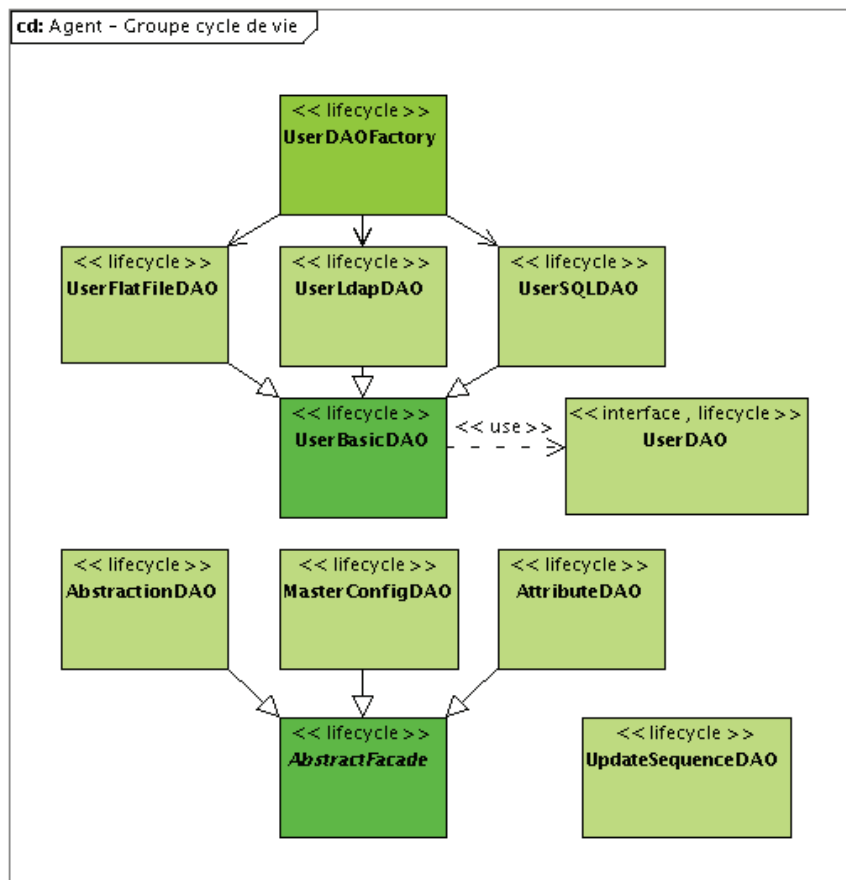 cd: Agent - Groupe cycle de vie
<< lifecycle >>
UserDAOFactory
<< lifecycle >>
UserFlatFileDAO
<< lifecycle >>
UserLdapDAO
<< lifecycle >>
UserSQLDAO
<< lifecycle >>
UserBasicDAO
<< use >>
<< interface , lifecycle >>
UserDAO
<< lifecycle >>
AbstractionDAO
<< lifecycle >>
MasterConfigDAO
<< lifecycle >>
AttributeDAO
<< lifecycle >>
AbstractFacade
<< lifecycle >>
UpdateSequenceDAO